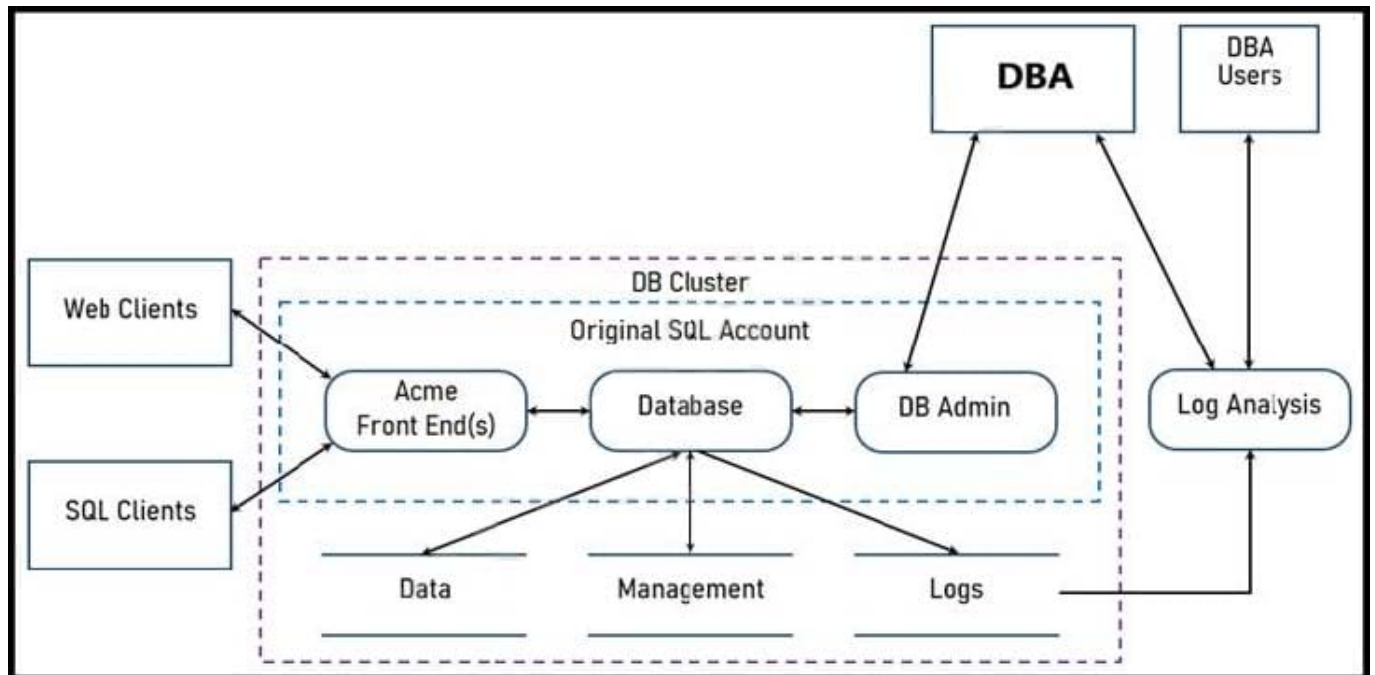 DBA
DBA
Users
DB Cluster
Web Clients
Original SQL Account
Acme
Front End(s)
Database
DB Admin
Log Analysis
SQL Clients
Data
Management
Logs